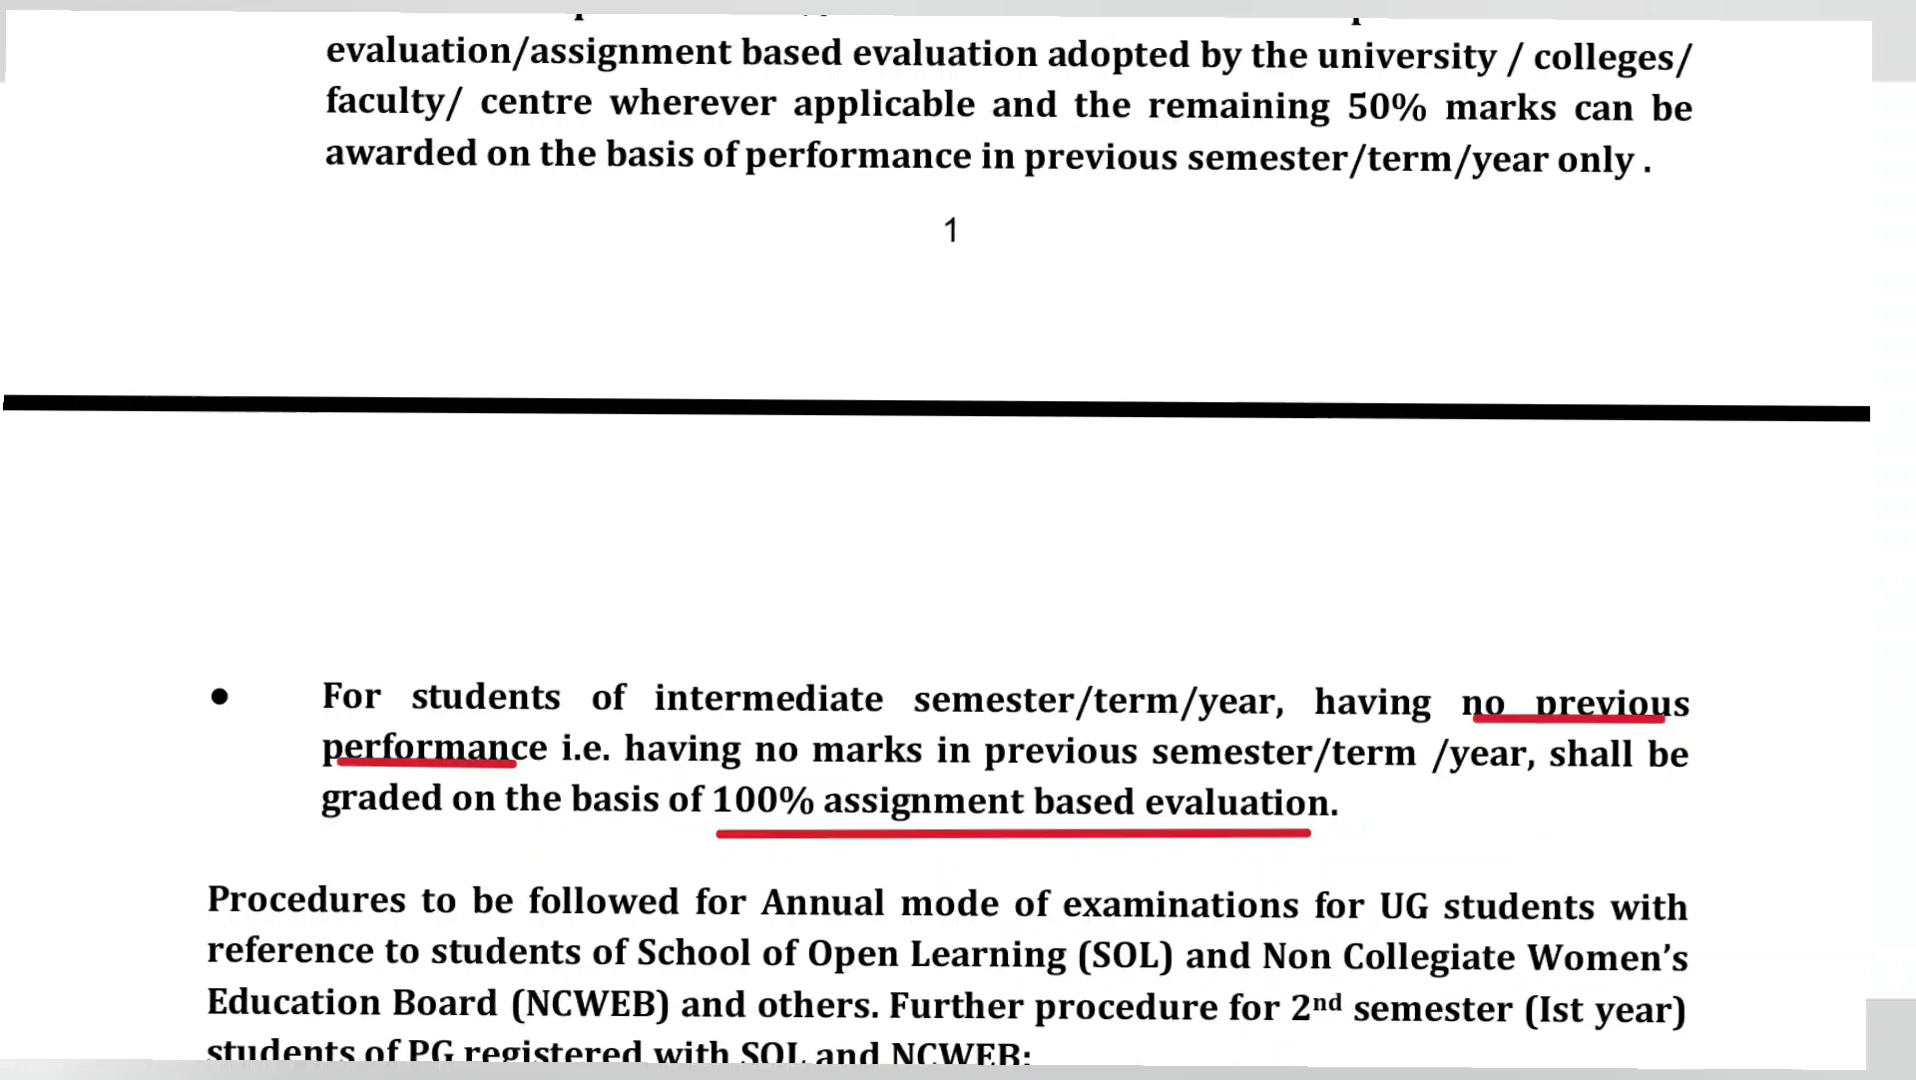 evaluation/assignment based evaluation adopted by the university / colleges/
faculty/ centre wherever applicable and the remaining 50% marks can be
awarded on the basis of performance in previous semester/term/year only .
1
● For students of intermediate semester/term/year, having no previous
performance i.e. having no marks in previous semester/term /year, shall be
graded on the basis of 100% assignment based evaluation.
Procedures to be followed for Annual mode of examinations for UG students with
reference to students of School of Open Learning (SOL) and Non Collegiate Women’s
Education Board (NCWEB) and others. Further procedure for 2nd semester (Ist year)
students of PG registered with SOL and NCWEB: